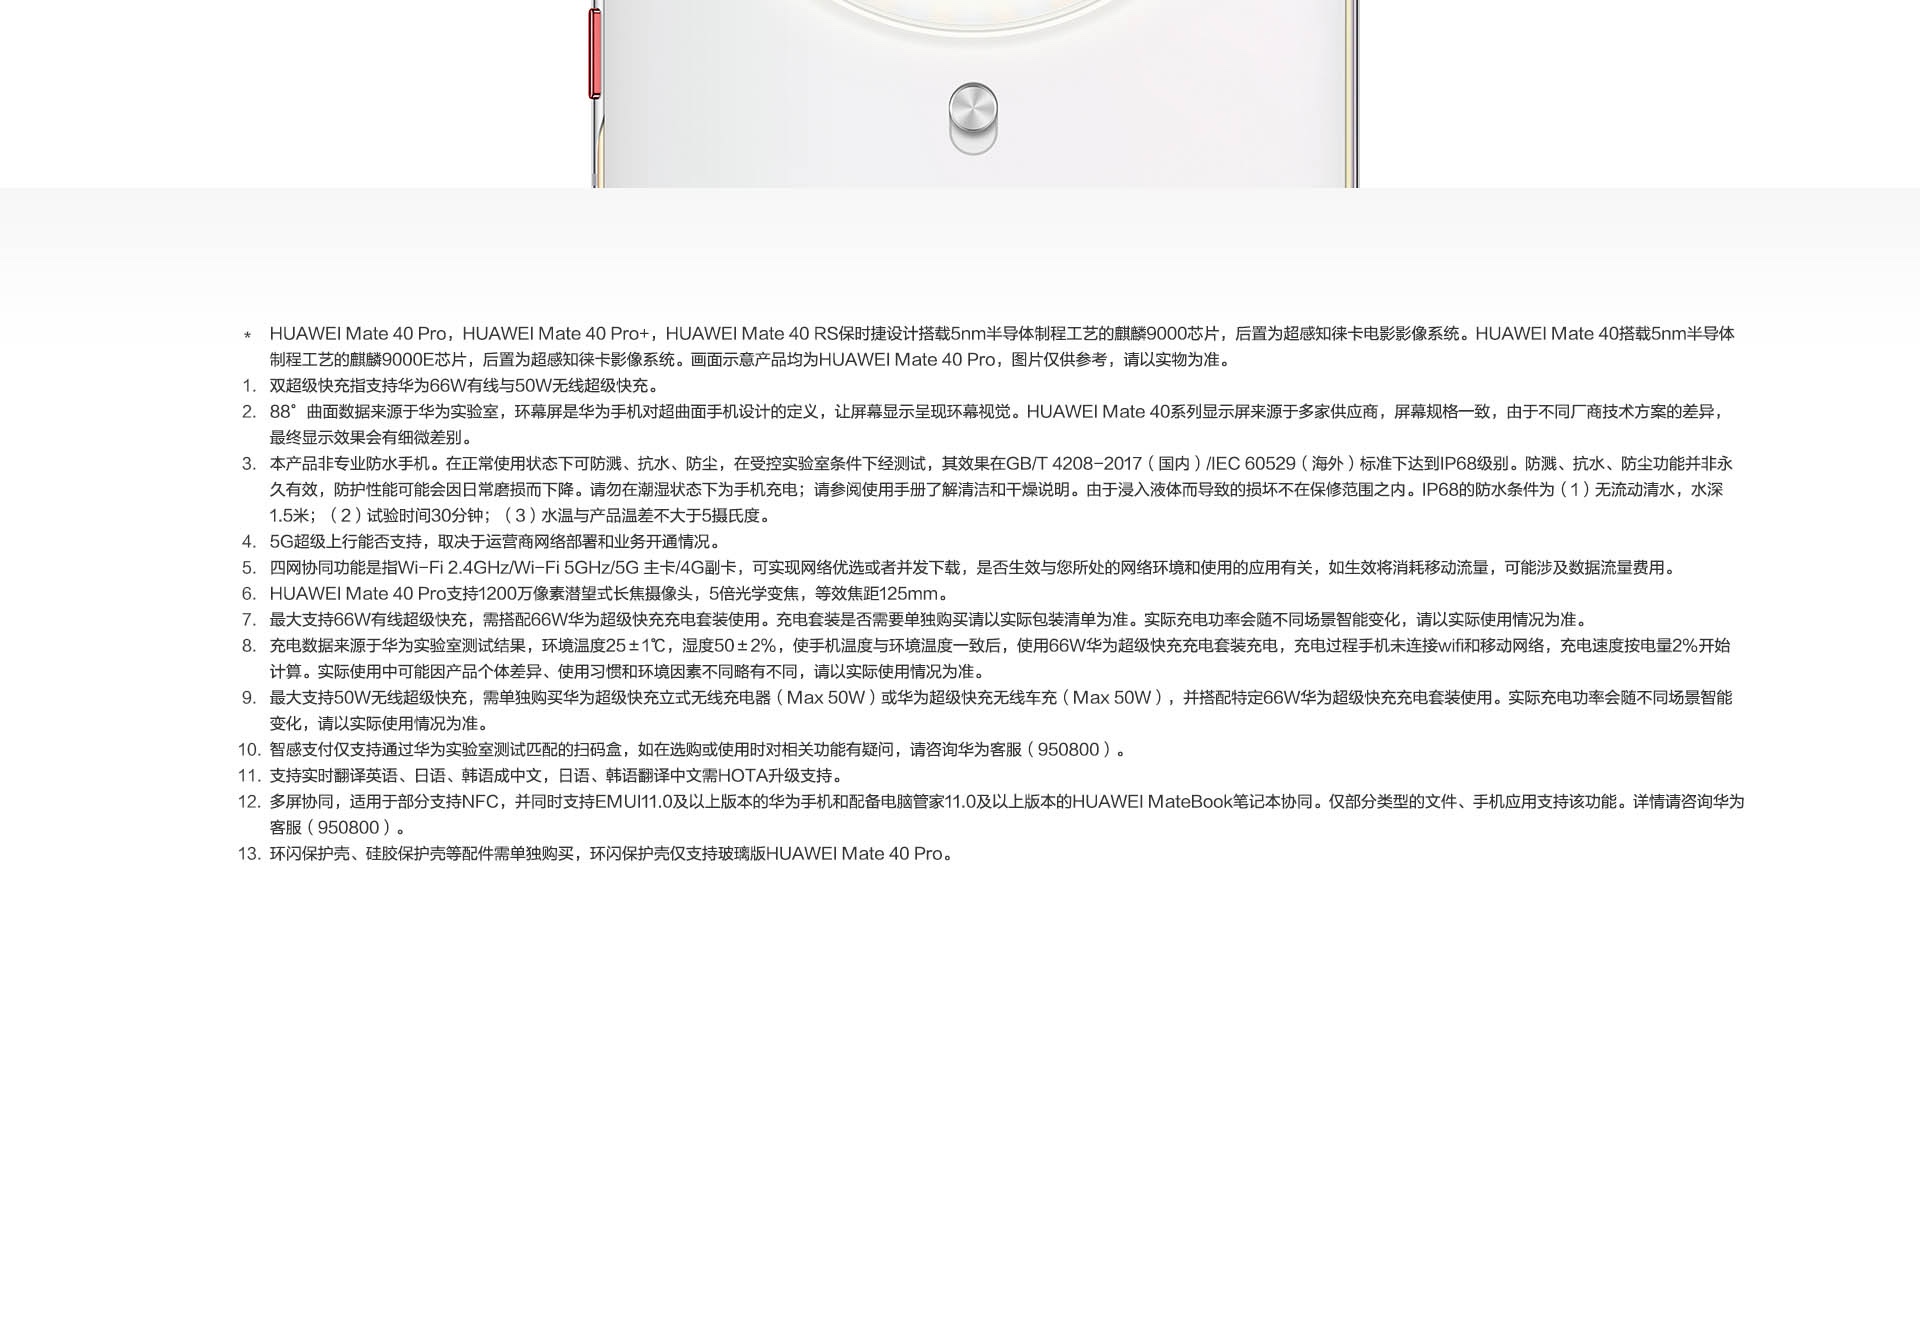 * HUAWEI Mate 40 Pro，HUAWEI Mate 40 Pro+，HUAWEI Mate 40 RS保时捷设计搭载5nm半导体制程工艺的麒麟9000芯片，后置为超感知徕卡电影影像系统。HUAWEI Mate 40搭载5nm半导体
制程工艺的麒麟9000E芯片，后置为超感知徕卡影像系统。画面示意产品均为HUAWEI Mate 40 Pro，图片仅供参考，请以实物为准。
1. 双超级快充指支持华为66W有线与50W无线超级快充。
2. 88°曲面数据来源于华为实验室，环幕屏是华为手机对超曲面手机设计的定义，让屏幕显示呈现环幕视觉。HUAWEI Mate 40系列显示屏来源于多家供应商，屏幕规格一致，由于不同厂商技术方案的差异，
最终显示效果会有细微差别。
3. 本产品非专业防水手机。在正常使用状态下可防溅、抗水、防尘，在受控实验室条件下经测试，其效果在GB/T 4208-2017（国内）/IEC 60529（海外）标准下达到IP68级别。防溅、抗水、防尘功能并非永
久有效，防护性能可能会因日常磨损而下降。请勿在潮湿状态下为手机充电；请参阅使用手册了解清洁和干燥说明。由于浸入液体而导致的损坏不在保修范围之内。IP68的防水条件为（1）无流动清水，水深
1.5米；（2）试验时间30分钟；（3）水温与产品温差不大于5摄氏度。
4. 5G超级上行能否支持，取决于运营商网络部署和业务开通情况。
5. 四网协同功能是指Wi-Fi 2.4GHz/Wi-Fi 5GHz/5G 主卡/4G副卡，可实现网络优选或者并发下载，是否生效与您所处的网络环境和使用的应用有关，如生效将消耗移动流量，可能涉及数据流量费用。
6. HUAWEI Mate 40 Pro支持1200万像素潜望式长焦摄像头，5倍光学变焦，等效焦距125mm。
7. 最大支持66W有线超级快充，需搭配66W华为超级快充充电套装使用。充电套装是否需要单独购买请以实际包装清单为准。实际充电功率会随不同场景智能变化，请以实际使用情况为准。
8. 充电数据来源于华为实验室测试结果，环境温度25±1℃，湿度50±2%，使手机温度与环境温度一致后，使用66W华为超级快充充电套装充电，充电过程手机未连接wifi和移动网络，充电速度按电量2%开始
计算。实际使用中可能因产品个体差异、使用习惯和环境因素不同略有不同，请以实际使用情况为准。
9. 最大支持50W无线超级快充，需单独购买华为超级快充立式无线充电器（Max 50W）或华为超级快充无线车充（Max 50W），并搭配特定66W华为超级快充充电套装使用。实际充电功率会随不同场景智能
变化，请以实际使用情况为准。
10. 智感支付仅支持通过华为实验室测试匹配的扫码盒，如在选购或使用时对相关功能有疑问，请咨询华为客服（950800）。
11. 支持实时翻译英语、日语、韩语成中文，日语、韩语翻译中文需HOTA升级支持。
12. 多屏协同，适用于部分支持NFC，并同时支持EMUI11.0及以上版本的华为手机和配备电脑管家11.0及以上版本的HUAWEI MateBook笔记本协同。仅部分类型的文件、手机应用支持该功能。详情请咨询华为
客服（950800）。
13. 环闪保护壳、硅胶保护壳等配件需单独购买，环闪保护壳仅支持玻璃版HUAWEI Mate 40 Pro。